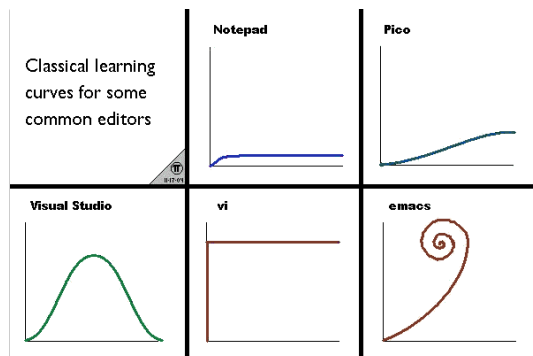 Classical learning
curves for some
common editors
Notepad
Pico
Visual Studio
vi
emacs